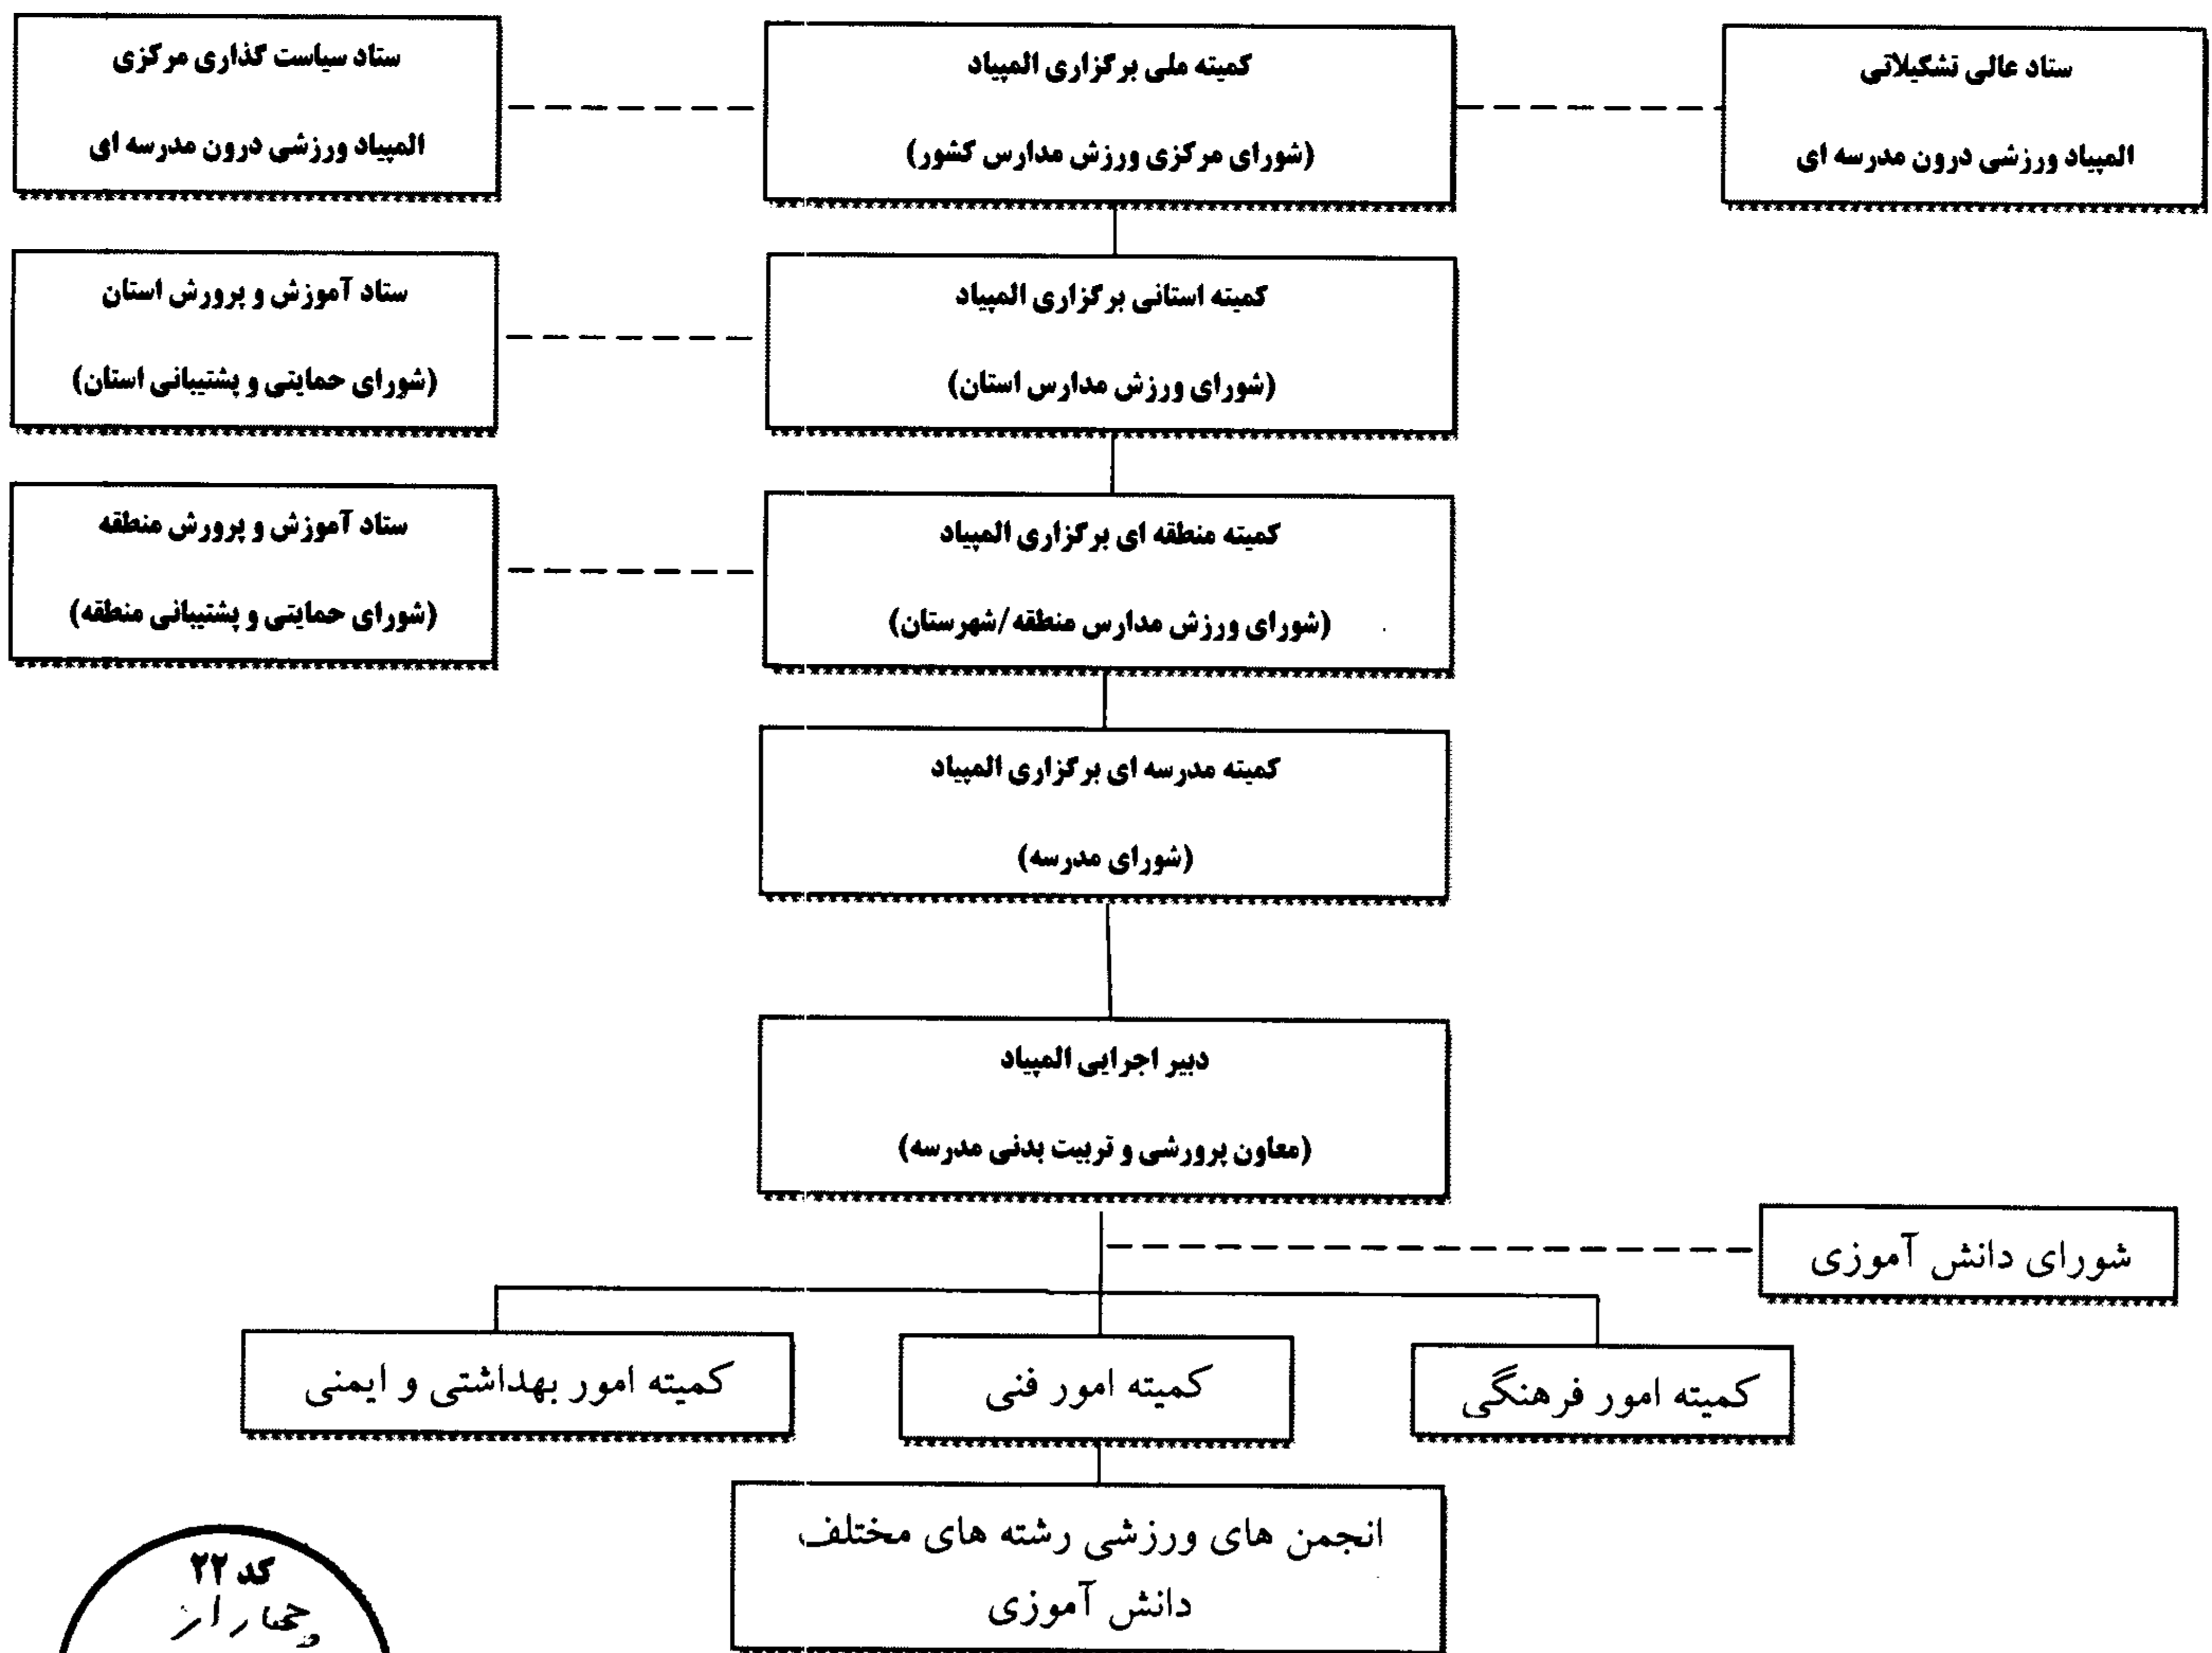 ستاد عالی تشکیلاتی
المپیاد ورزشی درون مدرسه ای
کمیته ملی برگزاری المپیاد
(شورای مرکزی ورزش مدارس کشور)
ستاد سیاست گذاری مرکزی
المپیاد ورزشی درون مدرسه ای
کمیته استانی برگزاری المپیاد
(شورای ورزش مدارس استان)
ستاد آموزش و پرورش استان
(شورای حمایتی و پشتیبانی استان)
کمیته منطقه ای برگزاری المپیاد
(شورای ورزش مدارس منطقه/شهرستان)
ستاد آموزش و پرورش منطقه
(شورای حمایتی و پشتیبانی منطقه)
کمیته مدرسه ای برگزاری المپیاد
(شورای مدرسه)
دبیر اجرایی المپیاد
(معاون پرورشی و تربیت بدنی مدرسه)
شورای دانش آموزی
کمیته امور فرهنگی
کمیته امور فنی
کمیته امور بهداشتی و ایمنی
انجمن های ورزشی رشته های مختلف
دانش آموزی
کد ۲۲